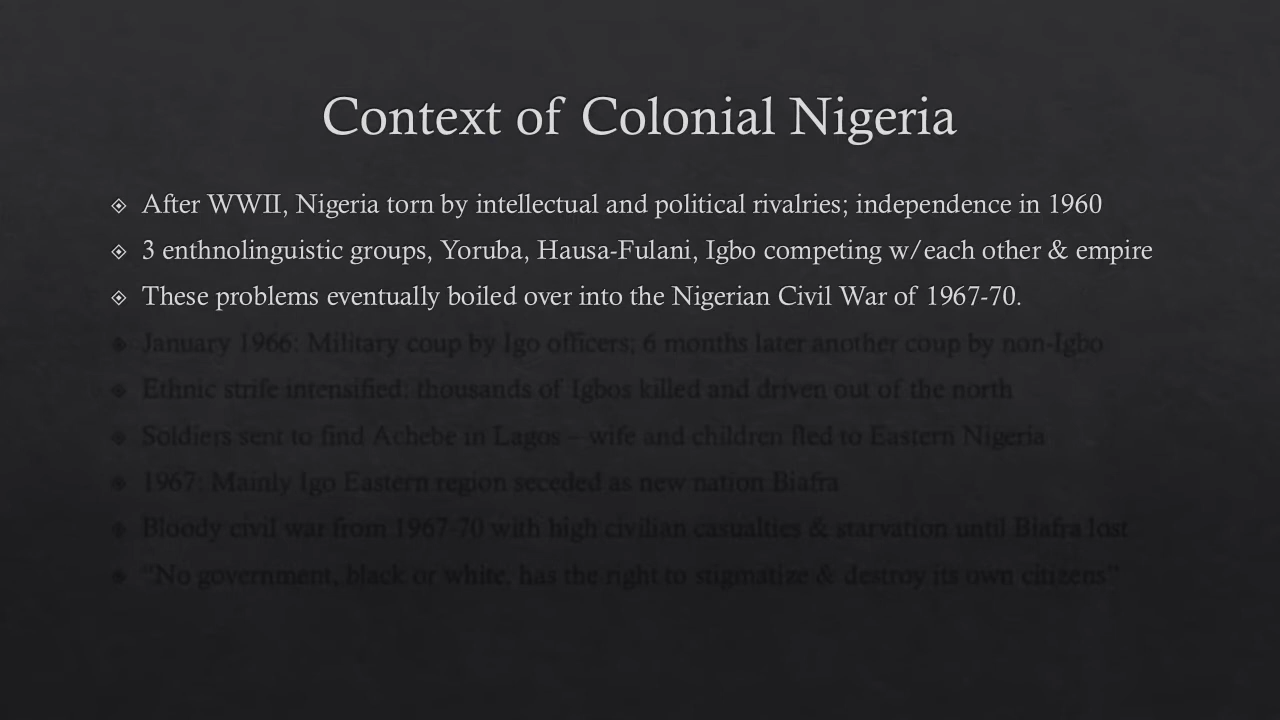 Context of Colonial Nigeria
After WWII, Nigeria torn by intellectual and political rivalries; independence in 1960
3 enthnolinguistic groups, Yoruba, Hausa-Fulani, Igbo competing w/each other & empire
These problems eventually boiled over into the Nigerian Civil War of 1967-70.
January 1966: Military coup by Igo officers; 6 months later another coup by non-Igbo
Ethnic strife intensified: thousands of Igbos killed and driven out of the north
Soldiers sent to find Achebe in Lagos – wife and children fled to Eastern Nigeria
1967: Mainly Igo Eastern region seceded as new nation Biafra
Bloody civil war from 1967-70 with high civilian casualties & starvation until Biafra lost
"No government, black or white, has the right to stigmatize & destroy its own citizens"